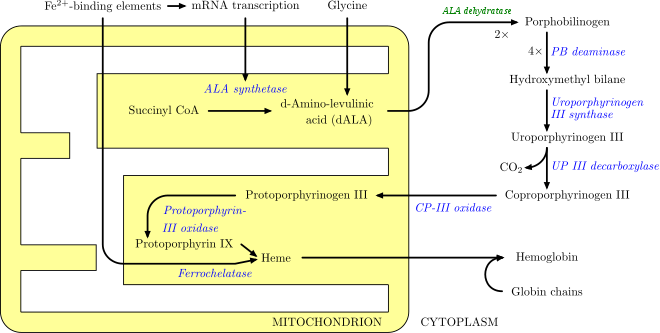 Fe2+-binding elements
mRNA transcription
Glycine
ALA dehydratase
Porphobilinogen
2×
4×
PB deaminase
Hydroxymethyl bilane
ALA synthetase
Succinyl CoA
d-Amino-levulinic
acid (dALA)
Uroporphyrinogen
III synthase
Uroporphyrinogen III
CO2
UP III decarboxylase
Protoporphyrinogen III
Coproporphyrinogen III
CP-III oxidase
Protoporphyrin-
III oxidase
Protoporphyrin IX
Heme
Ferrochelatase
Hemoglobin
Globin chains
MITOCHONDRION
CYTOPLASM